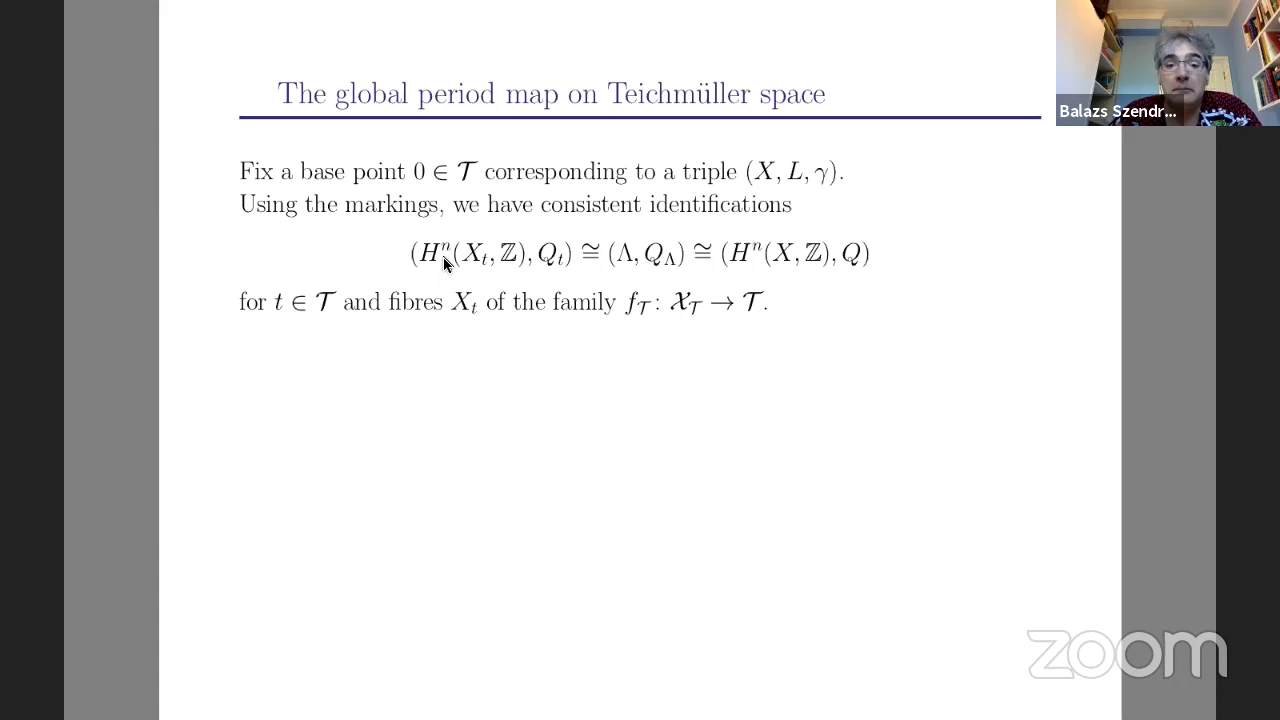 The global period map on Teichmüller space
Balazs Szendr...
Fix a base point 0 ∈ 𝒯 corresponding to a triple (X, L, γ).
Using the markings, we have consistent identifications
(Hⁿ(X_t, ℤ), Q_t) ≅ (Λ, Q_Λ) ≅ (Hⁿ(X, ℤ), Q)
for t ∈ 𝒯 and fibres X_t of the family f_𝒯 : 𝒳_𝒯 → 𝒯.
zoom